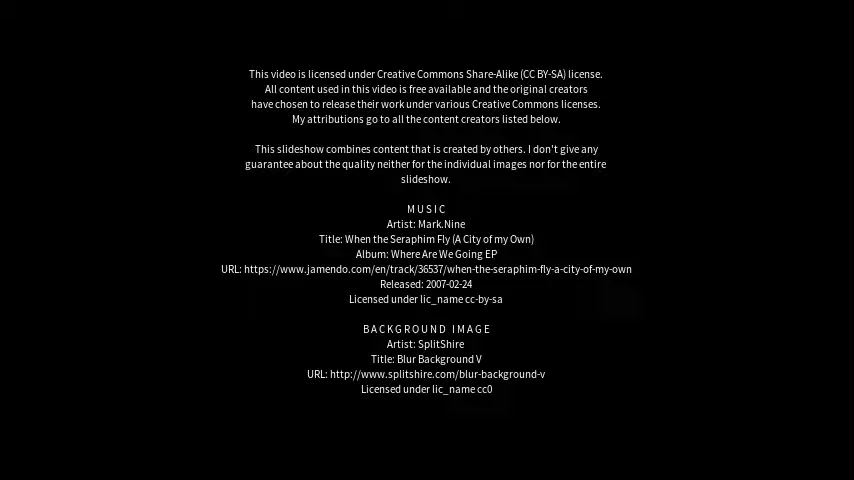 This video is licensed under Creative Commons Share-Alike (CC BY-SA) license.
All content used in this video is free available and the original creators
have chosen to release their work under various Creative Commons licenses.
My attributions go to all the content creators listed below.
This slideshow combines content that is created by others. I don't give any
guarantee about the quality neither for the individual images nor for the entire
slideshow.
MUSIC
Artist: Mark.Nine
Title: When the Seraphim Fly (A City of my Own)
Album: Where Are We Going EP
URL: https://www.jamendo.com/en/track/36537/when-the-seraphim-fly-a-city-of-my-own
Released: 2007-02-24
Licensed under lic_name cc-by-sa
BACKGROUND IMAGE
Artist: SplitShire
Title: Blur Background V
URL: http://www.splitshire.com/blur-background-v
Licensed under lic_name cc0